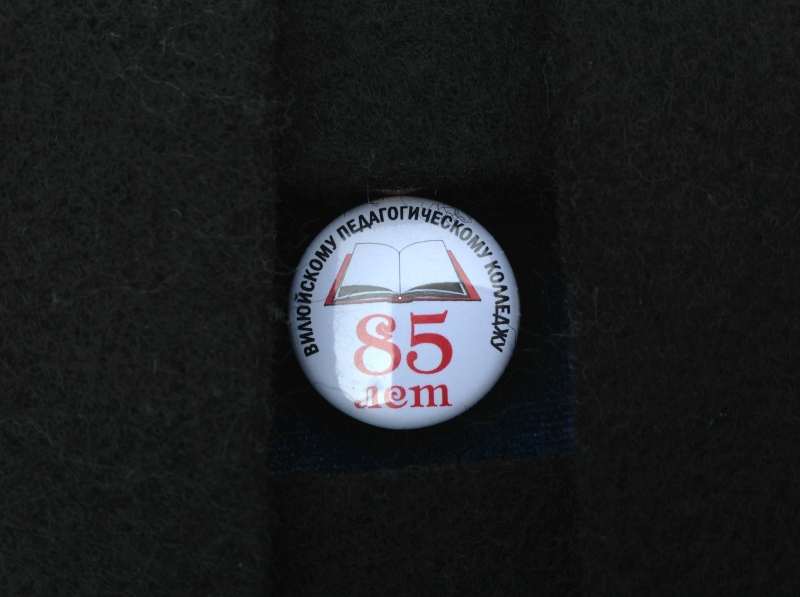 ВИЛЮЙСКОМУ ПЕДАГОГИЧЕСКОМУ КОЛЛЕДЖУ
85
лет